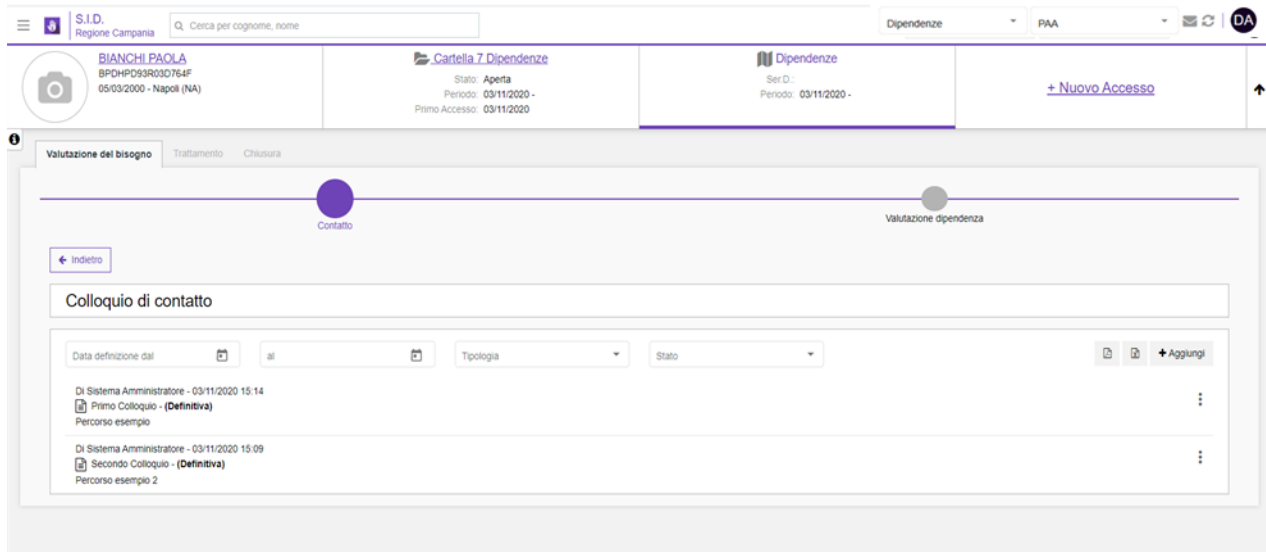 S.I.D.
Regione Campania
Cerca per cognome, nome
Dipendenze
PAA
DA
BIANCHI PAOLA
BPDHPD93R03D764F
05/03/2000 - Napoli (NA)
Cartella 7 Dipendenze
Stato: Aperta
Periodo: 03/11/2020 -
Primo Accesso: 03/11/2020
Dipendenze
Ser.D.:
Periodo: 03/11/2020 -
+ Nuovo Accesso
Valutazione del bisogno Trattamento Chiusura
Contatto
Valutazione dipendenza
Indietro
Colloquio di contatto
Data definizione dal
al
Tipologia
Stato
+ Aggiungi
Di Sistema Amministratore - 03/11/2020 15:14
Primo Colloquio - (Definitiva)
Percorso esempio
Di Sistema Amministratore - 03/11/2020 15:09
Secondo Colloquio - (Definitiva)
Percorso esempio 2